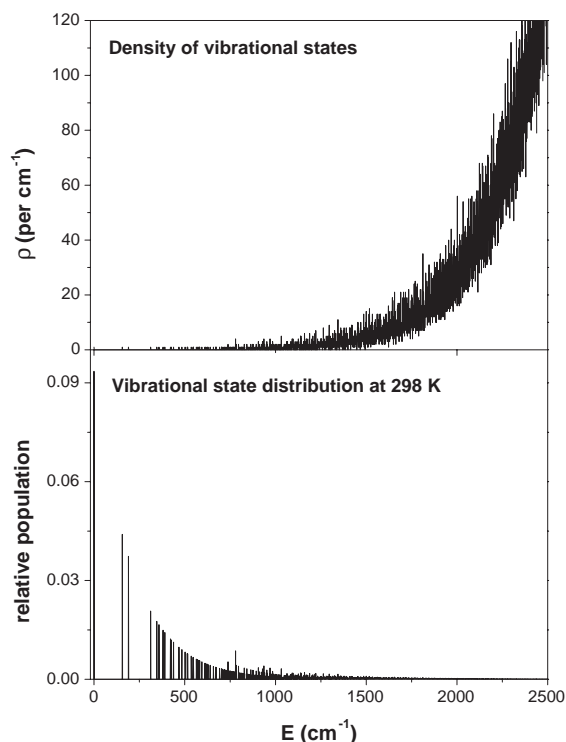 Density of vibrational states
120
100
80
60
40
20
0
ρ (per cm⁻¹)
Vibrational state distribution at 298 K
0.09
0.06
0.03
0.00
relative population
0 500 1000 1500 2000 2500
E (cm⁻¹)